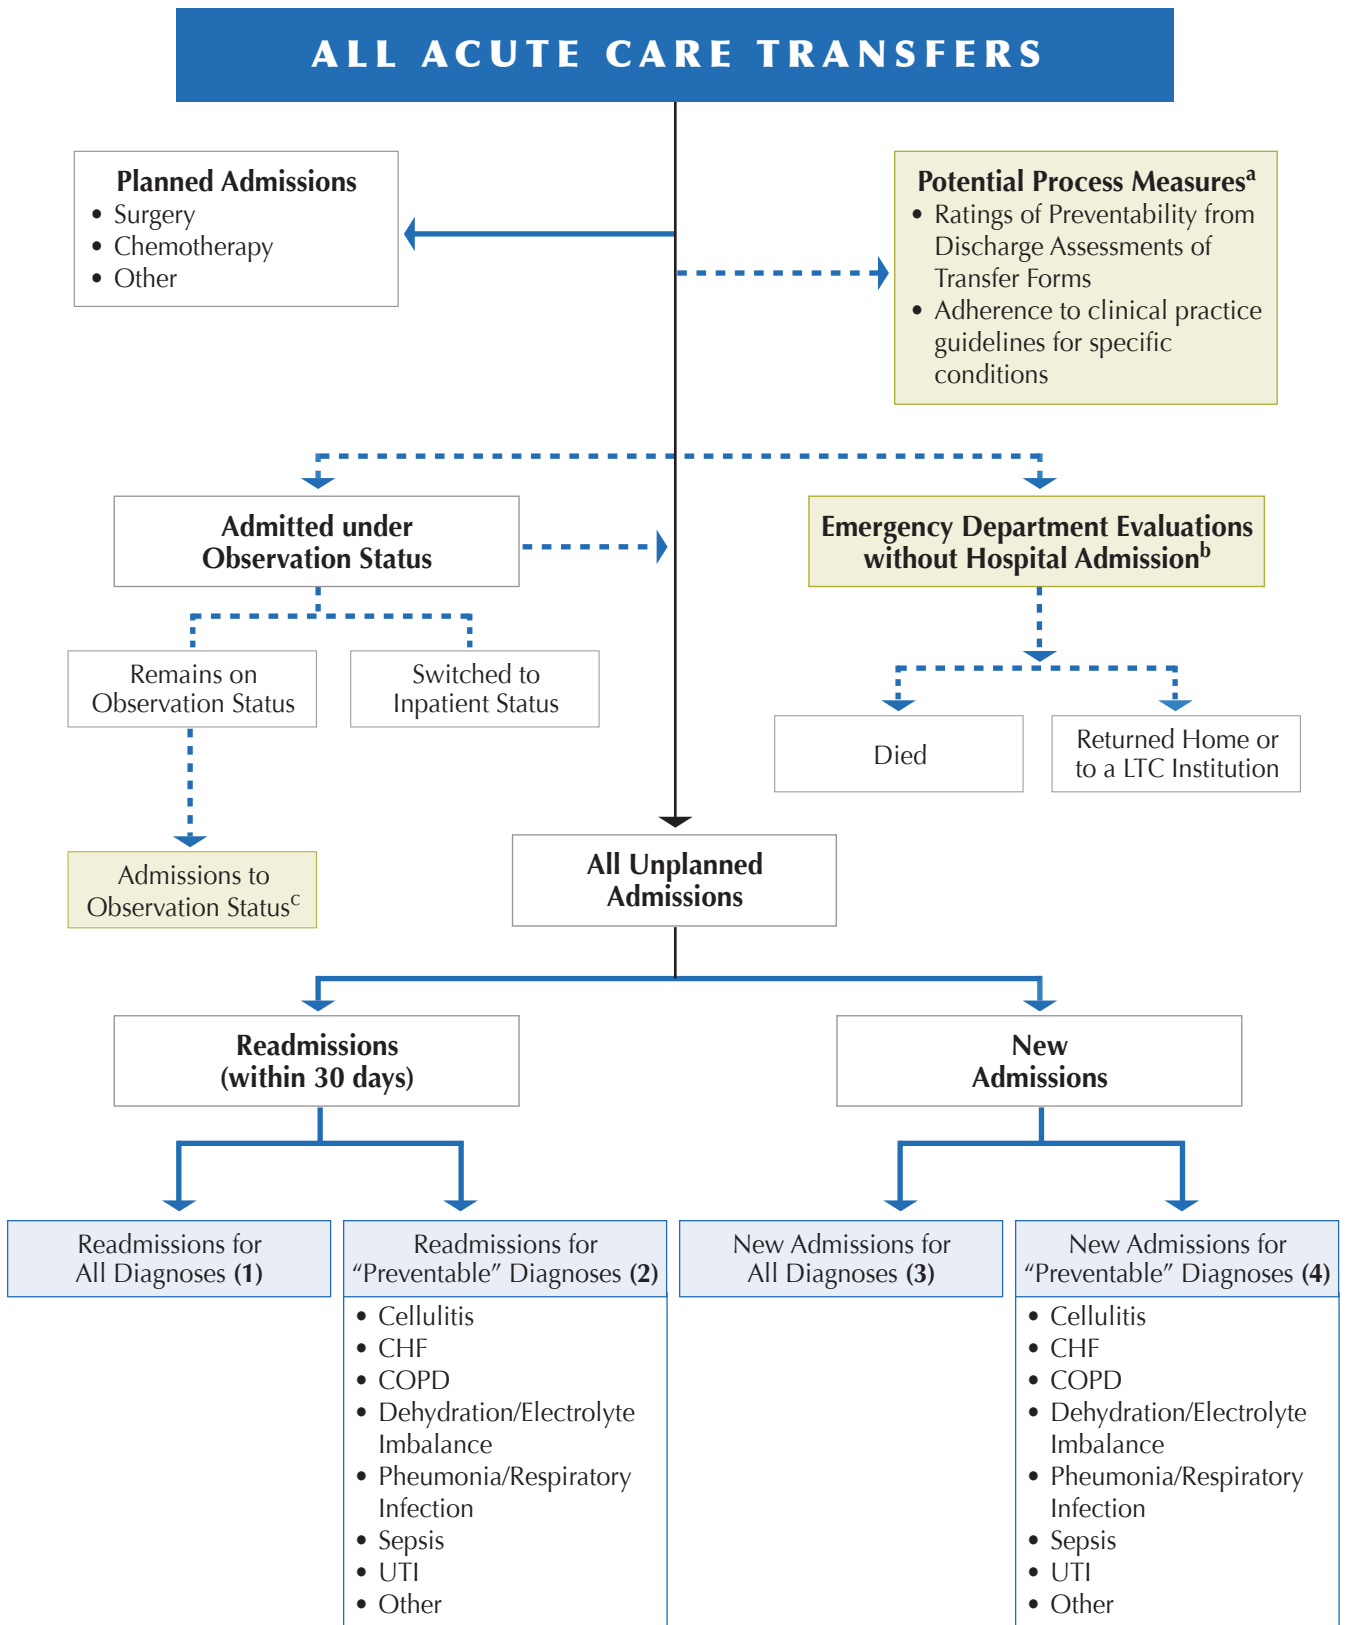 ALL ACUTE CARE TRANSFERS
Planned Admissions
• Surgery
• Chemotherapy
• Other
Potential Process Measuresᵃ
• Ratings of Preventability from
Discharge Assessments of
Transfer Forms
• Adherence to clinical practice
guidelines for specific
conditions
Admitted under
Observation Status
Emergency Department Evaluations
without Hospital Admissionᵇ
Remains on
Observation Status
Switched to
Inpatient Status
Died
Returned Home or
to a LTC Institution
Admissions to
Observation Statusᶜ
All Unplanned
Admissions
Readmissions
(within 30 days)
New
Admissions
Readmissions for
All Diagnoses (1)
Readmissions for
“Preventable” Diagnoses (2)
• Cellulitis
• CHF
• COPD
• Dehydration/Electrolyte
Imbalance
• Pheumonia/Respiratory
Infection
• Sepsis
• UTI
• Other
New Admissions for
All Diagnoses (3)
New Admissions for
“Preventable” Diagnoses (4)
• Cellulitis
• CHF
• COPD
• Dehydration/Electrolyte
Imbalance
• Pheumonia/Respiratory
Infection
• Sepsis
• UTI
• Other